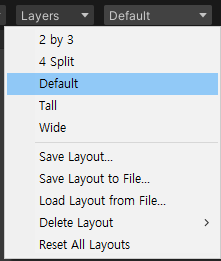 Layers Default
2 by 3
4 Split
Default
Tall
Wide
Save Layout...
Save Layout to File...
Load Layout from File...
Delete Layout
Reset All Layouts